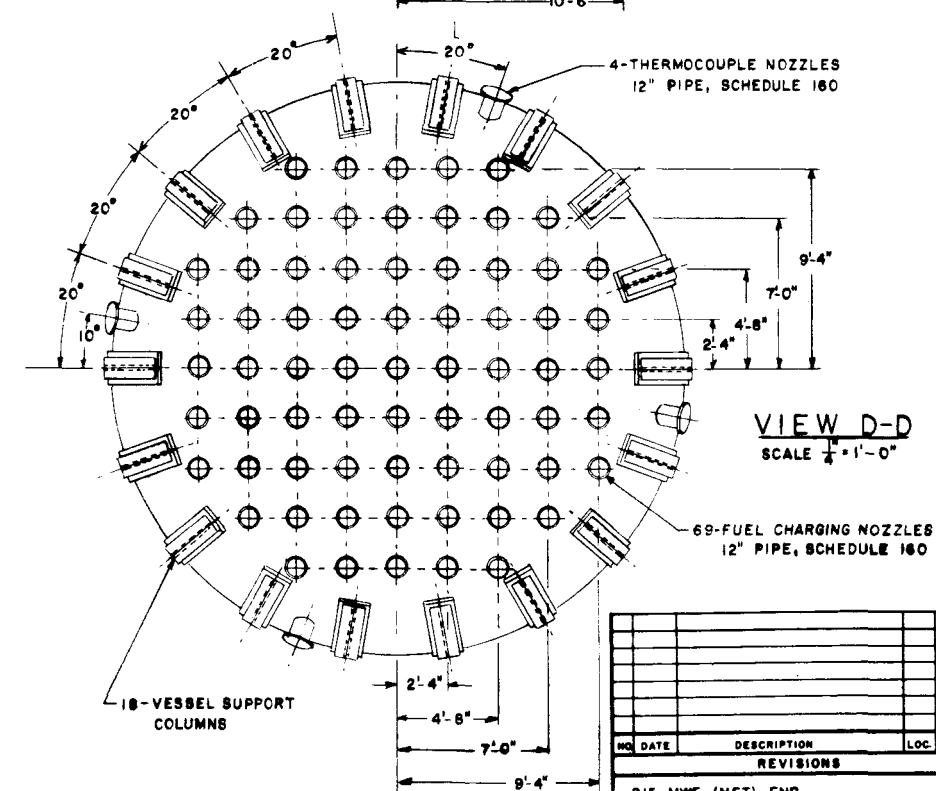 10-6
20°
20°
4-THERMOCOUPLE NOZZLES
12" PIPE, SCHEDULE 160
20°
20°
20°
10°
9'-4"
7'-0"
4'-8"
2'-4"
VIEW D-D
SCALE 1/4" = 1'-0"
69-FUEL CHARGING NOZZLES
12" PIPE, SCHEDULE 160
18-VESSEL SUPPORT
COLUMNS
2'-4"
4'-8"
7'-0"
9'-4"
NO. DATE DESCRIPTION LOC.
REVISIONS